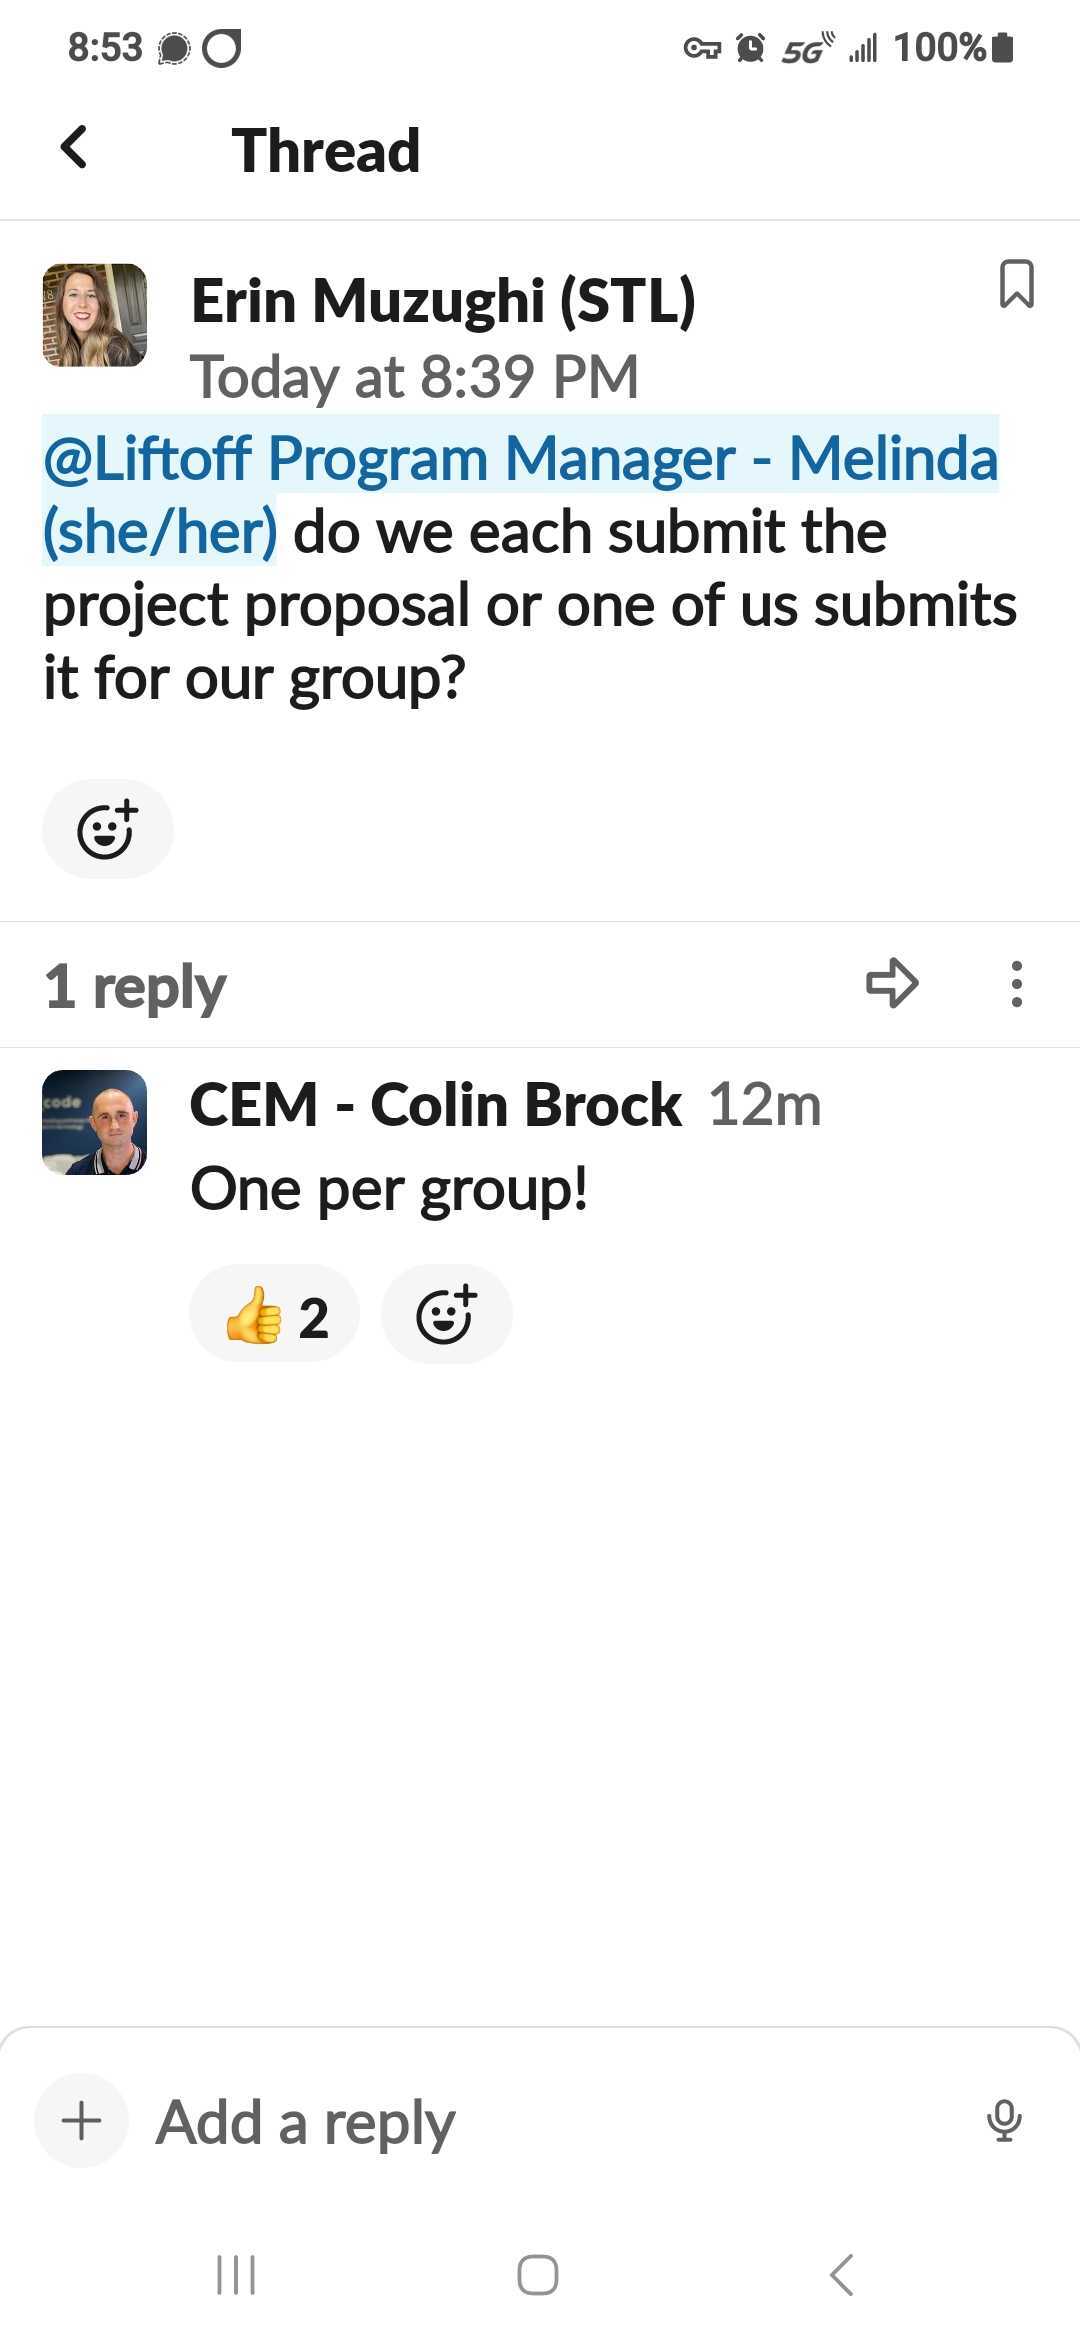 8:53 5G 100%
Thread
Erin Muzughi (STL)
Today at 8:39 PM
@Liftoff Program Manager - Melinda
(she/her) do we each submit the
project proposal or one of us submits
it for our group?
1 reply
code
CEM - Colin Brock 12m
One per group!
👍 2
Add a reply